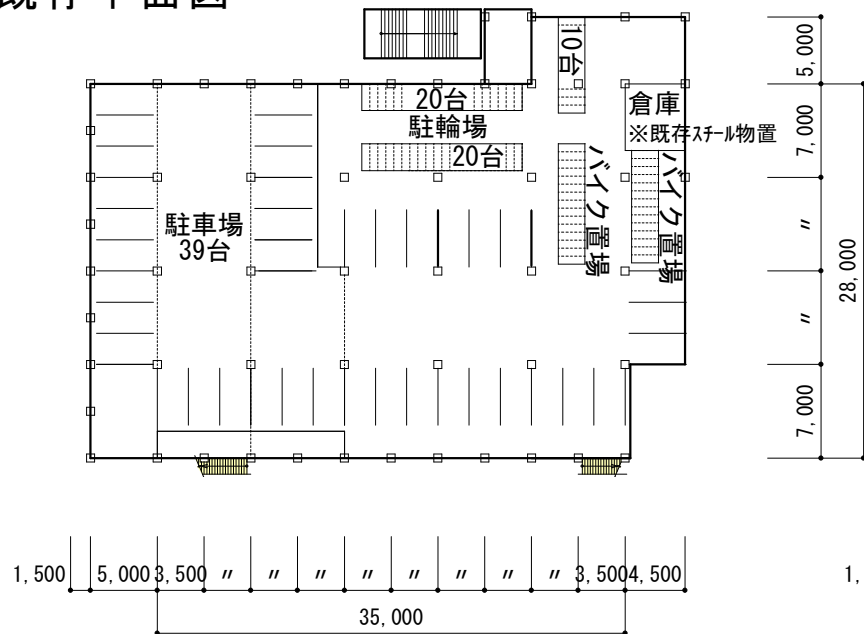 既存平面図
10台
5,000
20台
駐輪場
20台
倉庫
※既存スチール物置
7,000
バイク置場
バイク置場
駐車場
39台
〃
28,000
〃
7,000
1,500 5,000 3,500 〃 〃 〃 〃 〃 〃 〃 〃 3,500 4,500
35,000
1,